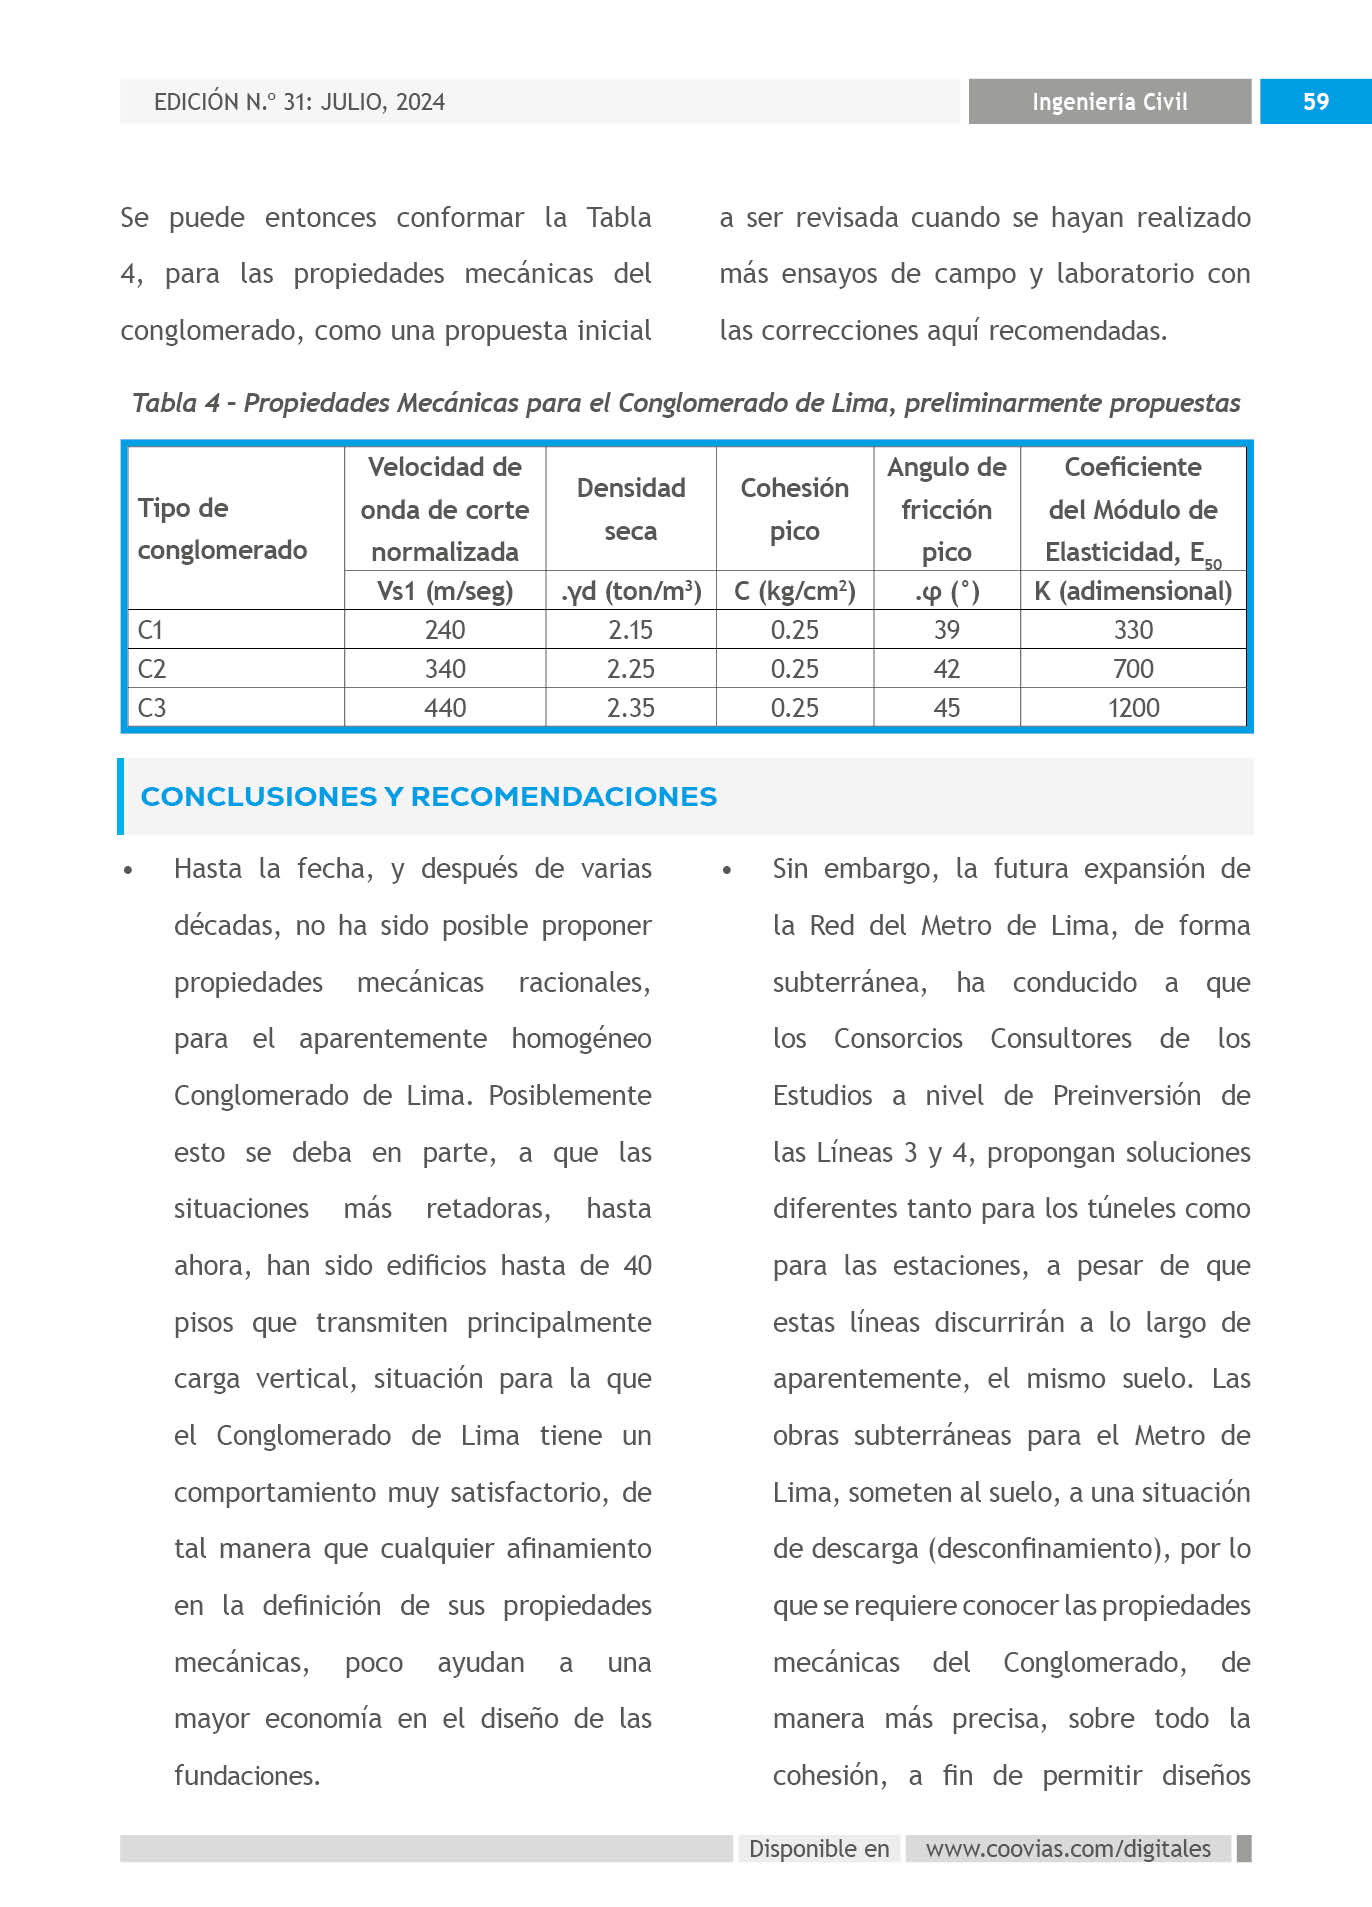 EDICIÓN N.º 31: JULIO, 2024
Ingeniería Civil
59
Se puede entonces conformar la Tabla
4, para las propiedades mecánicas del
conglomerado, como una propuesta inicial
a ser revisada cuando se hayan realizado
más ensayos de campo y laboratorio con
las correcciones aquí recomendadas.
Tabla 4 – Propiedades Mecánicas para el Conglomerado de Lima, preliminarmente propuestas
Tipo de
conglomerado
Velocidad de
onda de corte
normalizada
Densidad
seca
Cohesión
pico
Angulo de
fricción
pico
Coeficiente
del Módulo de
Elasticidad, E50
Vs1 (m/seg) .γd (ton/m³) C (kg/cm²) .φ (°) K (adimensional)
C1 240 2.15 0.25 39 330
C2 340 2.25 0.25 42 700
C3 440 2.35 0.25 45 1200
CONCLUSIONES Y RECOMENDACIONES
• Hasta la fecha, y después de varias
décadas, no ha sido posible proponer
propiedades mecánicas racionales,
para el aparentemente homogéneo
Conglomerado de Lima. Posiblemente
esto se deba en parte, a que las
situaciones más retadoras, hasta
ahora, han sido edificios hasta de 40
pisos que transmiten principalmente
carga vertical, situación para la que
el Conglomerado de Lima tiene un
comportamiento muy satisfactorio, de
tal manera que cualquier afinamiento
en la definición de sus propiedades
mecánicas, poco ayudan a una
mayor economía en el diseño de las
fundaciones.
• Sin embargo, la futura expansión de
la Red del Metro de Lima, de forma
subterránea, ha conducido a que
los Consorcios Consultores de los
Estudios a nivel de Preinversión de
las Líneas 3 y 4, propongan soluciones
diferentes tanto para los túneles como
para las estaciones, a pesar de que
estas líneas discurrirán a lo largo de
aparentemente, el mismo suelo. Las
obras subterráneas para el Metro de
Lima, someten al suelo, a una situación
de descarga (desconfinamiento), por lo
que se requiere conocer las propiedades
mecánicas del Conglomerado, de
manera más precisa, sobre todo la
cohesión, a fin de permitir diseños
Disponible en
www.coovias.com/digitales